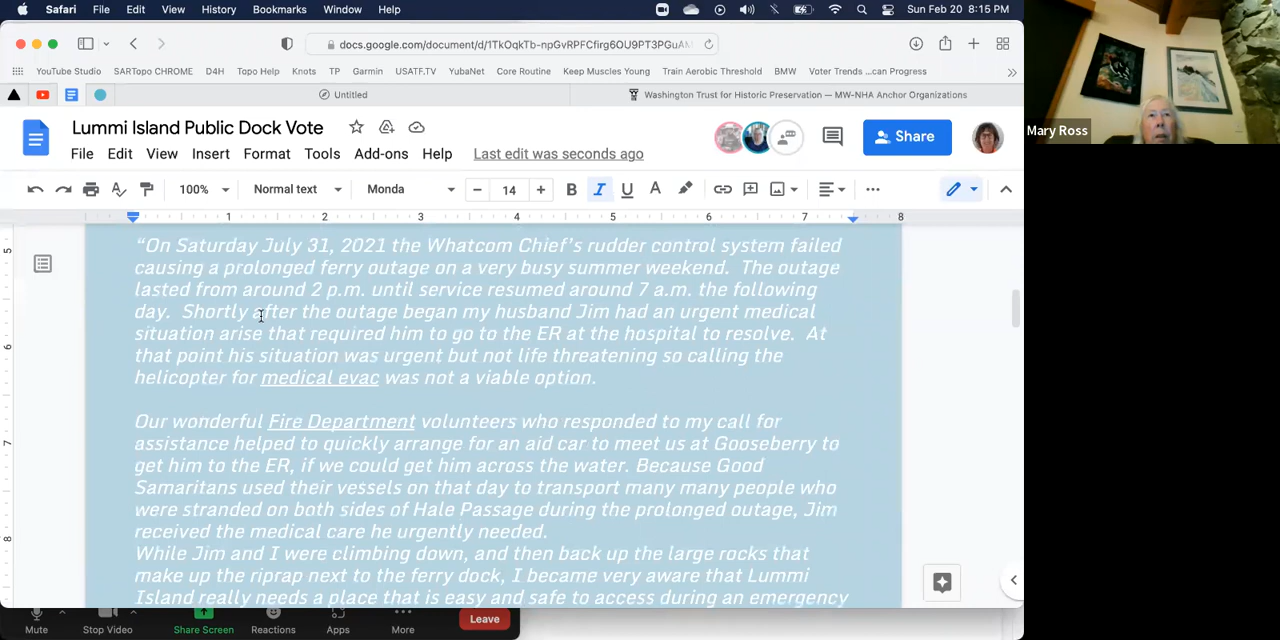 Safari File Edit View History Bookmarks Window Help Sun Feb 20 8:15 PM
docs.google.com/document/d/1TkOqkTb-npGvRPFCfirg6OU9PT3PGuAM
YouTube Studio SARTopo CHROME D4H Topo Help Knots TP Garmin USATF.TV YubaNet Core Routine Keep Muscles Young Train Aerobic Threshold BMW Voter Trends ...can Progress
Untitled Washington Trust for Historic Preservation — MW-NHA Anchor Organizations
Mary Ross
Lummi Island Public Dock Vote
Share
File Edit View Insert Format Tools Add-ons Help Last edit was seconds ago
100% Normal text Monda 14 B I U A
1 2 3 4 5 6 7 8
5
6
7
8
“On Saturday July 31, 2021 the Whatcom Chief’s rudder control system failed
causing a prolonged ferry outage on a very busy summer weekend. The outage
lasted from around 2 p.m. until service resumed around 7 a.m. the following
day. Shortly after the outage began my husband Jim had an urgent medical
situation arise that required him to go to the ER at the hospital to resolve. At
that point his situation was urgent but not life threatening so calling the
helicopter for medical evac was not a viable option.
Our wonderful Fire Department volunteers who responded to my call for
assistance helped to quickly arrange for an aid car to meet us at Gooseberry to
get him to the ER, if we could get him across the water. Because Good
Samaritans used their vessels on that day to transport many many people who
were stranded on both sides of Hale Passage during the prolonged outage, Jim
received the medical care he urgently needed.
While Jim and I were climbing down, and then back up the large rocks that
make up the riprap next to the ferry dock, I became very aware that Lummi
Island really needs a place that is easy and safe to access during an emergency
Mute Stop Video Share Screen Reactions Apps More Leave